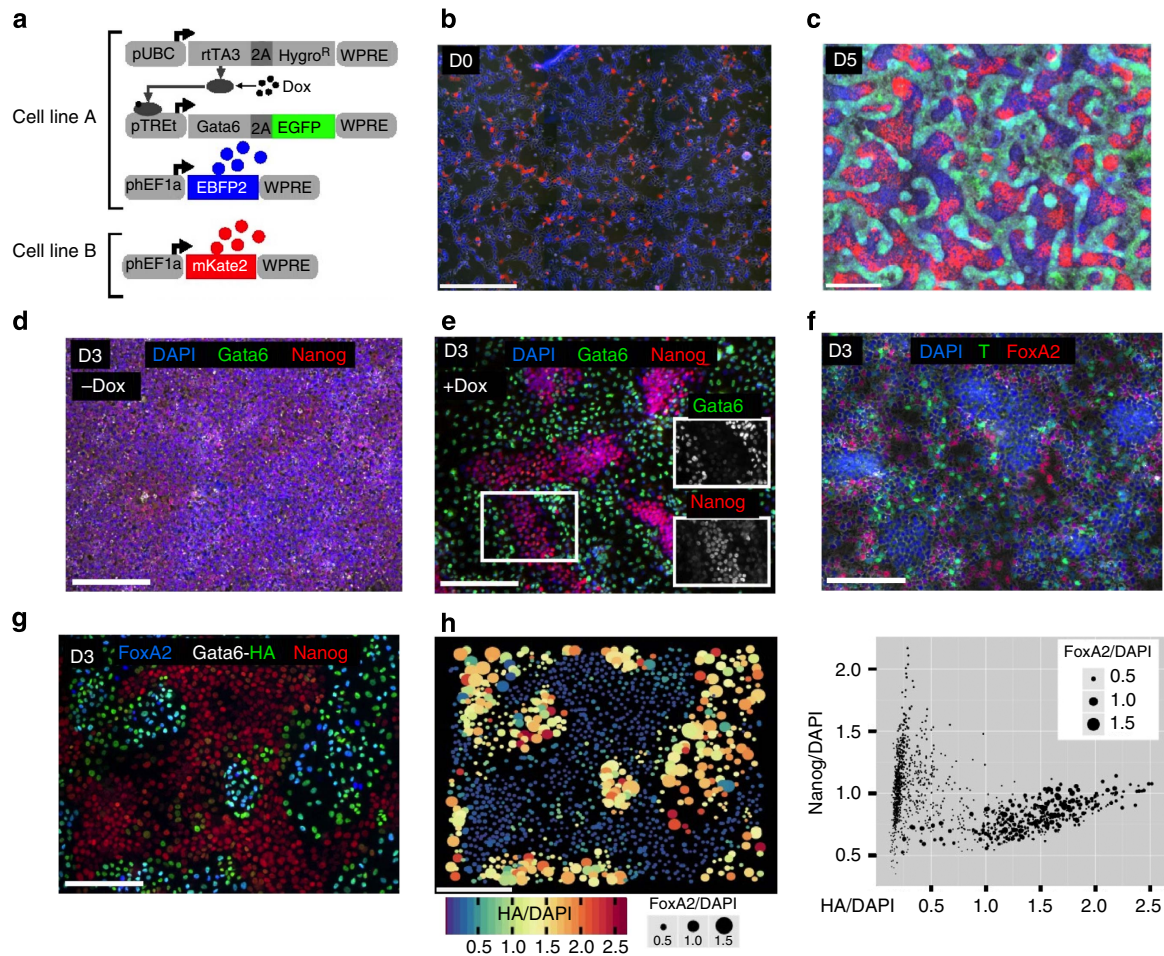 a
pUBC rtTA3 2A HygroR WPRE
Dox
Cell line A
pTREt Gata6 2A EGFP WPRE
phEF1a EBFP2 WPRE
Cell line B
phEF1a mKate2 WPRE
b
D0
c
D5
d
D3 DAPI Gata6 Nanog
–Dox
e
D3 DAPI Gata6 Nanog
+Dox
Gata6
Nanog
f
D3 DAPI T FoxA2
g
D3 FoxA2 Gata6-HA Nanog
h
HA/DAPI
0.5 1.0 1.5 2.0 2.5
FoxA2/DAPI
0.5 1.0 1.5
FoxA2/DAPI
0.5
1.0
1.5
Nanog/DAPI
2.0
1.5
1.0
0.5
HA/DAPI 0.5 1.0 1.5 2.0 2.5